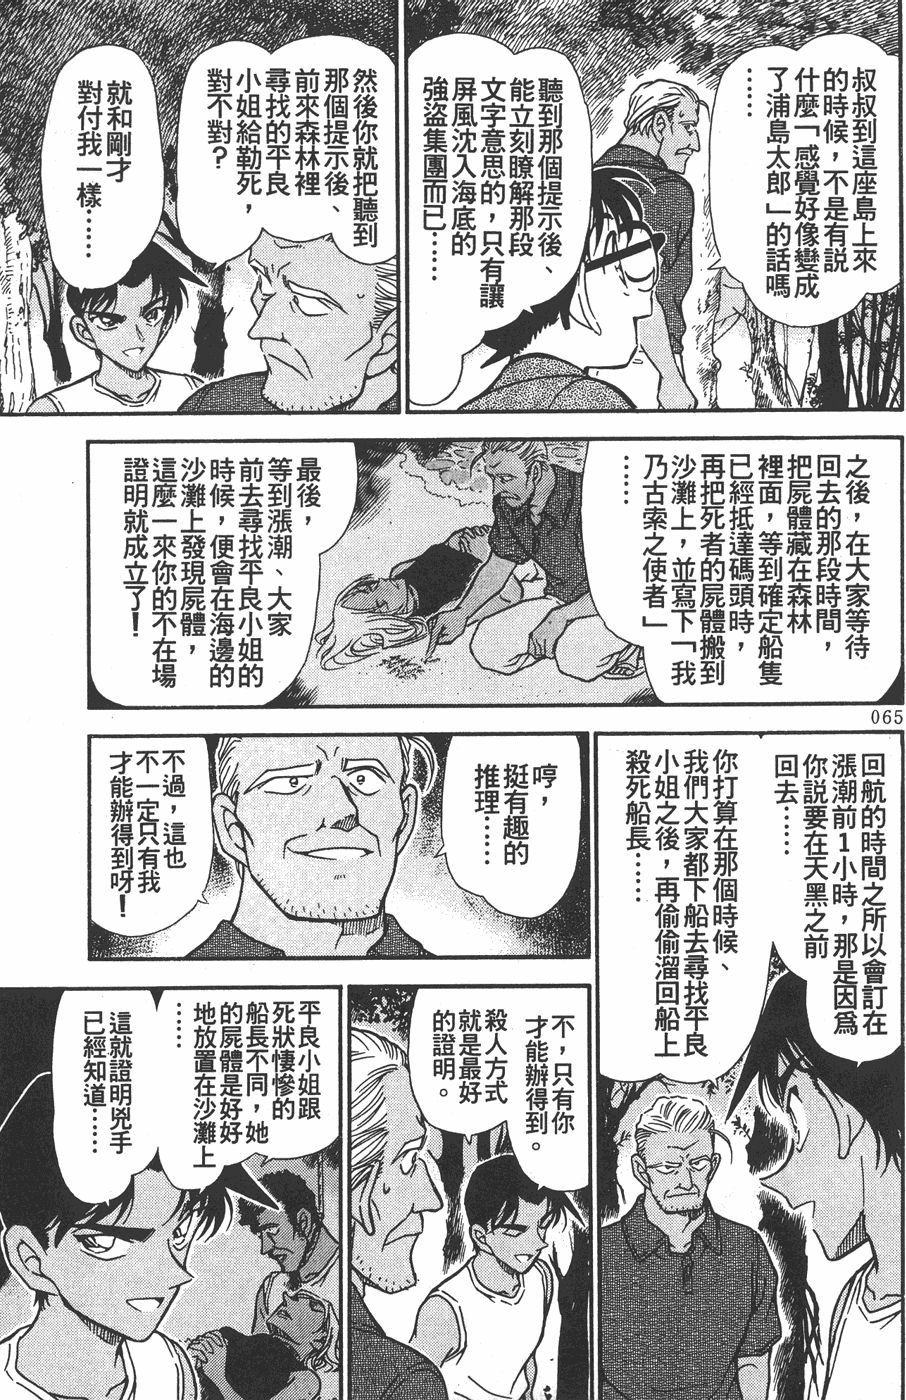 叔叔到這座島上來
的時候，不是有說
什麼「感覺好像變成
了浦島太郎」的話嗎
……
聽到那個提示後、
能立刻瞭解那段
文字意思的，只有讓
屏風沈入海底的
強盜集團而已……
然後你就把聽到
那個提示後、
前來森林裡
尋找的平良
小姐給勒死，
對不對？
就和剛才
對付我一樣……
之後，在大家等待
回去的那段時間，
把屍體藏在森林
裡面，等到確定船隻
已經抵達碼頭時，
再把死者的屍體搬到
沙灘上，並寫下「我
乃古索之使者」
……
最後，
等到漲潮、大家
前去尋找平良小姐的
時候，便會在海邊的
沙灘上發現屍體，
這麼一來你的不在場
證明就成立了！
065
回航的時間之所以會訂在
漲潮前1小時，那是因為
你說要在天黑之前
回去……
你打算在那個時候、
我們大家都下船去尋找平良
小姐之後，再偷偷溜回船上
殺死船長……
哼，
挺有趣的
推理……
不過，這也
不一定只有我
才能辦得到呀！
不，只有你
才能辦得到。
殺人方式
就是最好
的證明。
平良小姐跟
死狀悽慘的
船長不同，她
的屍體是好好
地放置在沙灘上
……
這就證明兇手
已經知道……